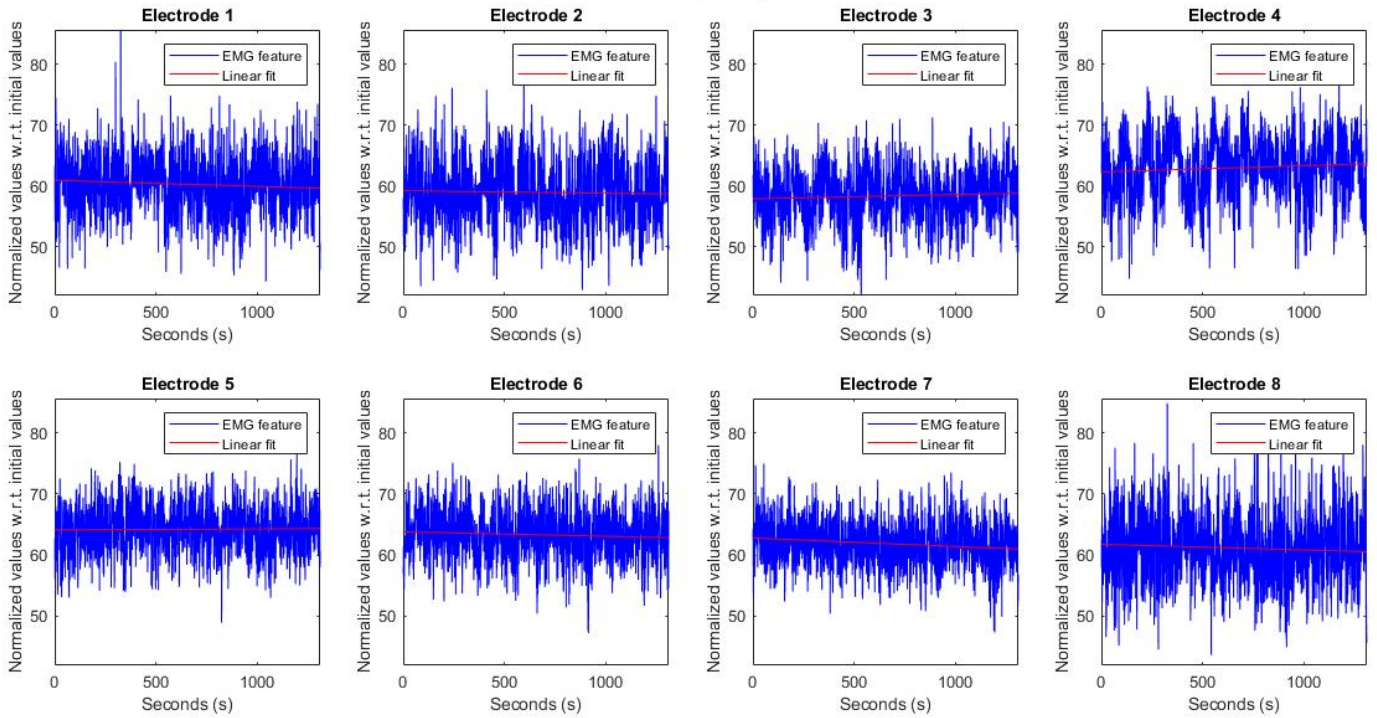 Electrode 1
Normalized values w.r.t. initial values
80
70
60
50
EMG feature
Linear fit
0
500
1000
Seconds (s)
Electrode 2
Normalized values w.r.t. initial values
80
70
60
50
EMG feature
Linear fit
0
500
1000
Seconds (s)
Electrode 3
Normalized values w.r.t. initial values
80
70
60
50
EMG feature
Linear fit
0
500
1000
Seconds (s)
Electrode 4
Normalized values w.r.t. initial values
80
70
60
50
EMG feature
Linear fit
0
500
1000
Seconds (s)
Electrode 5
Normalized values w.r.t. initial values
80
70
60
50
EMG feature
Linear fit
0
500
1000
Seconds (s)
Electrode 6
Normalized values w.r.t. initial values
80
70
60
50
EMG feature
Linear fit
0
500
1000
Seconds (s)
Electrode 7
Normalized values w.r.t. initial values
80
70
60
50
EMG feature
Linear fit
0
500
1000
Seconds (s)
Electrode 8
Normalized values w.r.t. initial values
80
70
60
50
EMG feature
Linear fit
0
500
1000
Seconds (s)